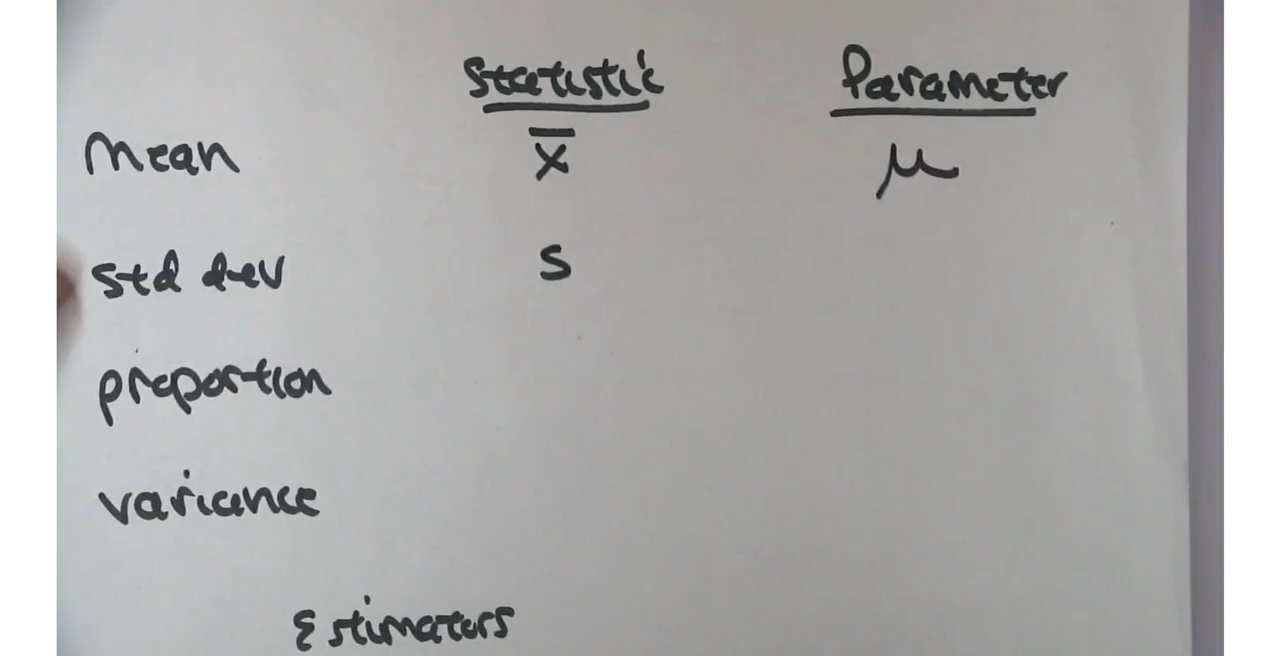 Statistic Parameter
Mean x̄ μ
std dev s
proportion
variance
Estimators